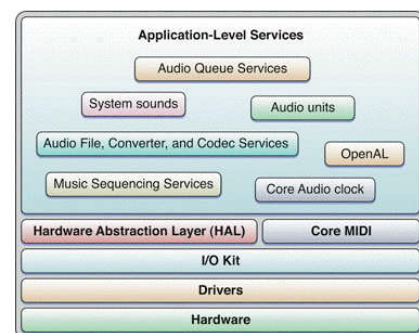 Application-Level Services
Audio Queue Services
System sounds
Audio units
Audio File, Converter, and Codec Services
OpenAL
Music Sequencing Services
Core Audio clock
Hardware Abstraction Layer (HAL)
Core MIDI
I/O Kit
Drivers
Hardware